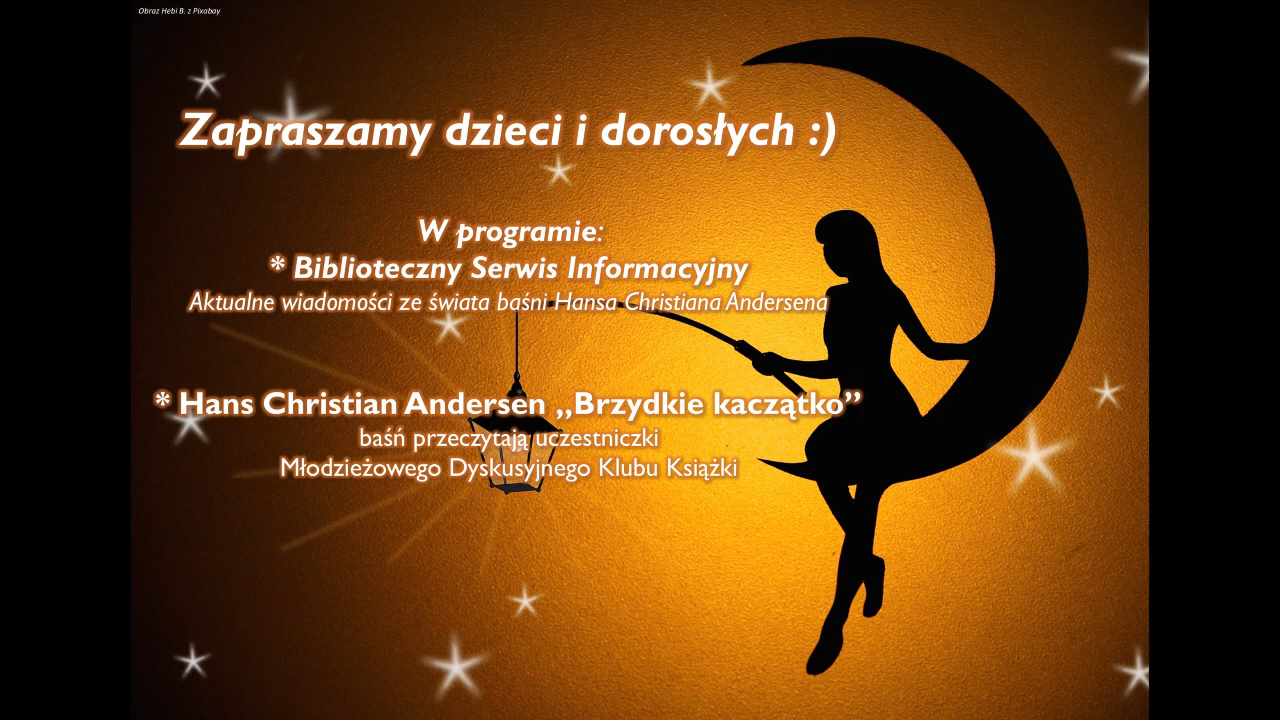 Obraz Hebi B. z Pixabay
Zapraszamy dzieci i dorosłych :)
W programie:
* Biblioteczny Serwis Informacyjny
Aktualne wiadomości ze świata baśni Hansa Christiana Andersena
* Hans Christian Andersen „Brzydkie kaczątko”
baśń przeczytają uczestniczki
Młodzieżowego Dyskusyjnego Klubu Książki